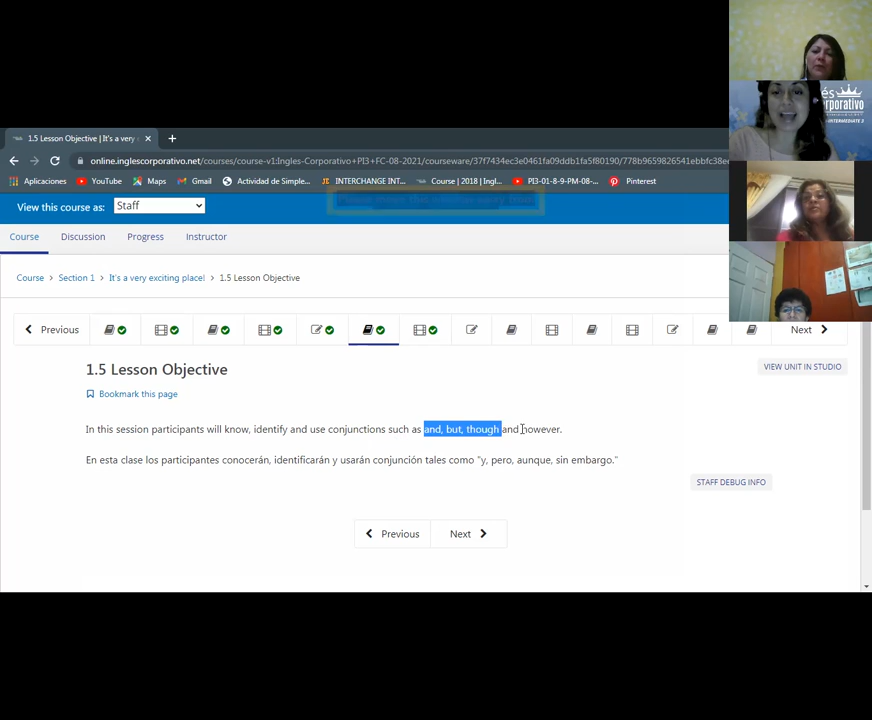 1.5 Lesson Objective | It's a very
online.inglescorporativo.net/courses/course-v1:Ingles-Corporativo+PI3+FC-08-2021/courseware/37f7434ec3e0461fa09ddb1fa5f80190/778b9659826541ebbfc38e
Aplicaciones YouTube Maps Gmail Actividad de Simple... INTERCHANGE INT... Course | 2018 | Ingl... PI3-01-8-9-PM-08-... Pinterest
View this course as: Staff
Course Discussion Progress Instructor
Course > Section 1 > It's a very exciting place! > 1.5 Lesson Objective
Previous Next
1.5 Lesson Objective
VIEW UNIT IN STUDIO
Bookmark this page
In this session participants will know, identify and use conjunctions such as and, but, though and however.
En esta clase los participantes conocerán, identificarán y usarán conjunción tales como "y, pero, aunque, sin embargo."
STAFF DEBUG INFO
Previous Next